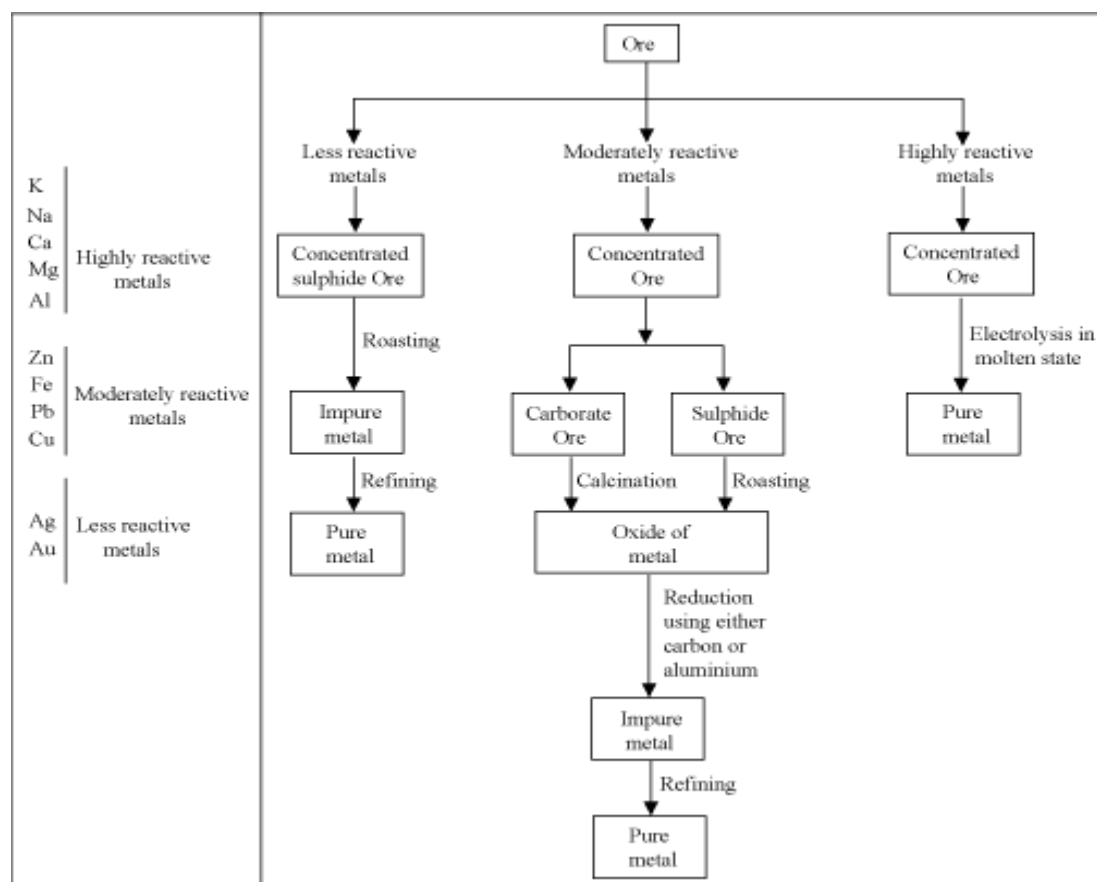 K
Na
Ca
Mg
Al
Highly reactive
metals
Zn
Fe
Pb
Cu
Moderately reactive
metals
Ag
Au
Less reactive
metals
Ore
Less reactive
metals
Moderately reactive
metals
Highly reactive
metals
Concentrated
sulphide Ore
Concentrated
Ore
Concentrated
Ore
Roasting
Electrolysis in
molten state
Impure
metal
Carborate
Ore
Sulphide
Ore
Pure
metal
Refining
Calcination
Roasting
Pure
metal
Oxide of
metal
Reduction
using either
carbon or
aluminium
Impure
metal
Refining
Pure
metal